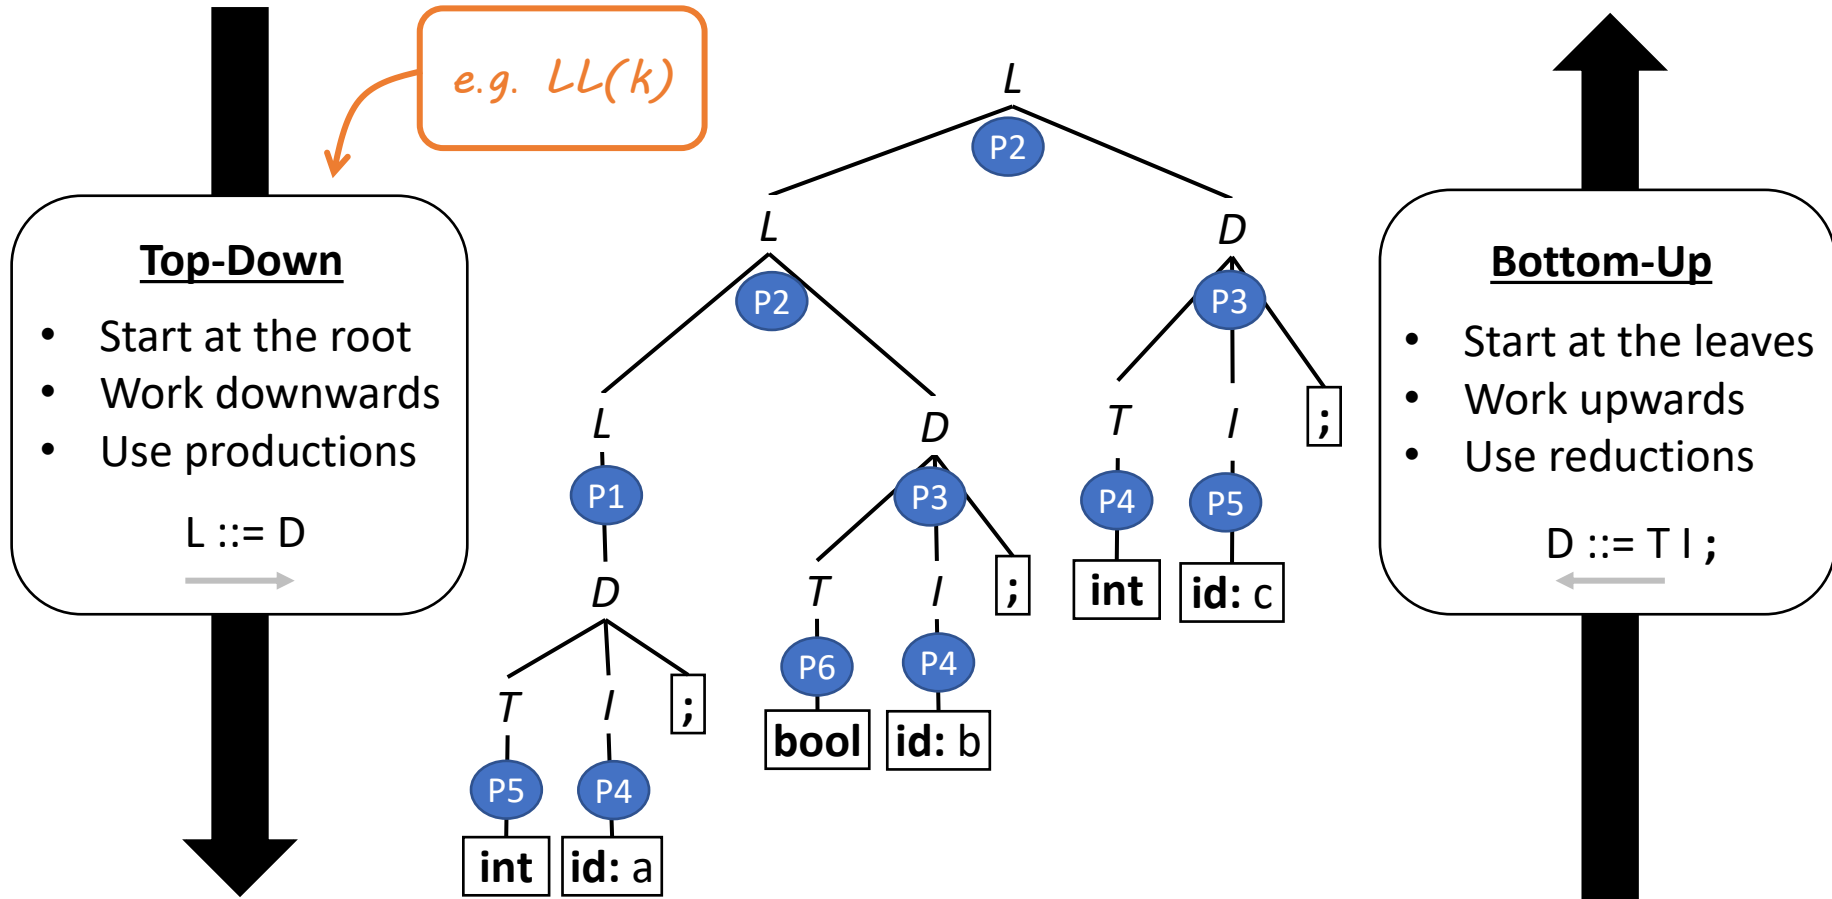 e.g. LL(k)
Top-Down
• Start at the root
• Work downwards
• Use productions
L ::= D
L
P2
L
D
P2
P3
L
D
T
I
;
P1
P3
P4
P5
D
T
I
;
int
id: c
T
I
;
P6
P4
bool
id: b
P5
P4
int
id: a
Bottom-Up
• Start at the leaves
• Work upwards
• Use reductions
D ::= T I ;